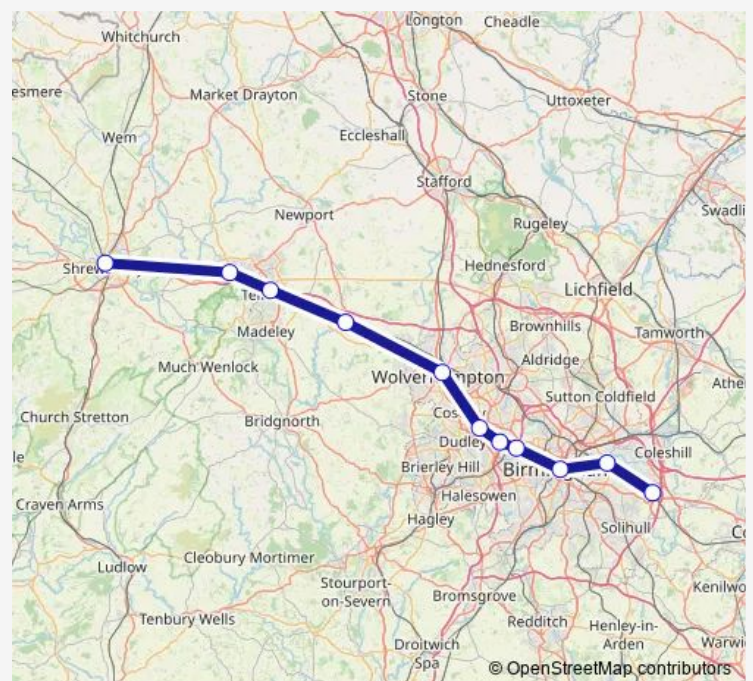 Longton
Cheadle
Whitchurch
esmere
Market Drayton
Stone
Uttoxeter
Wem
Eccleshall
Stafford
Swadli
Newport
Rugeley
Shrew
Hednesford
Lichfield
Madeley
Brownhills
Tamworth
Much Wenlock
Aldridge
Wolver
mpton
Athe
Sutton Coldfield
Church Stretton
Bridgnorth
Dudley
Coleshill
le
Brierley Hill
Birmin
Halesowen
Craven Arms
Hagley
Solihull
Co
Cleobury Mortimer
Ludlow
Stourport-
on-Severn
Bromsgrove
Kenilwo
Tenbury Wells
Redditch
Henley-in-
Arden
Warwi
Droitwich
Spa
© OpenStreetMap contributors